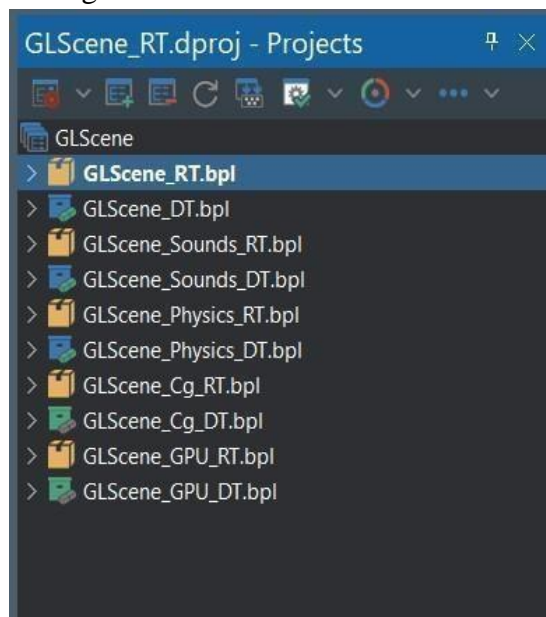 GLScene_RT.dproj - Projects
GLScene
GLScene_RT.bpl
GLScene_DT.bpl
GLScene_Sounds_RT.bpl
GLScene_Sounds_DT.bpl
GLScene_Physics_RT.bpl
GLScene_Physics_DT.bpl
GLScene_Cg_RT.bpl
GLScene_Cg_DT.bpl
GLScene_GPU_RT.bpl
GLScene_GPU_DT.bpl